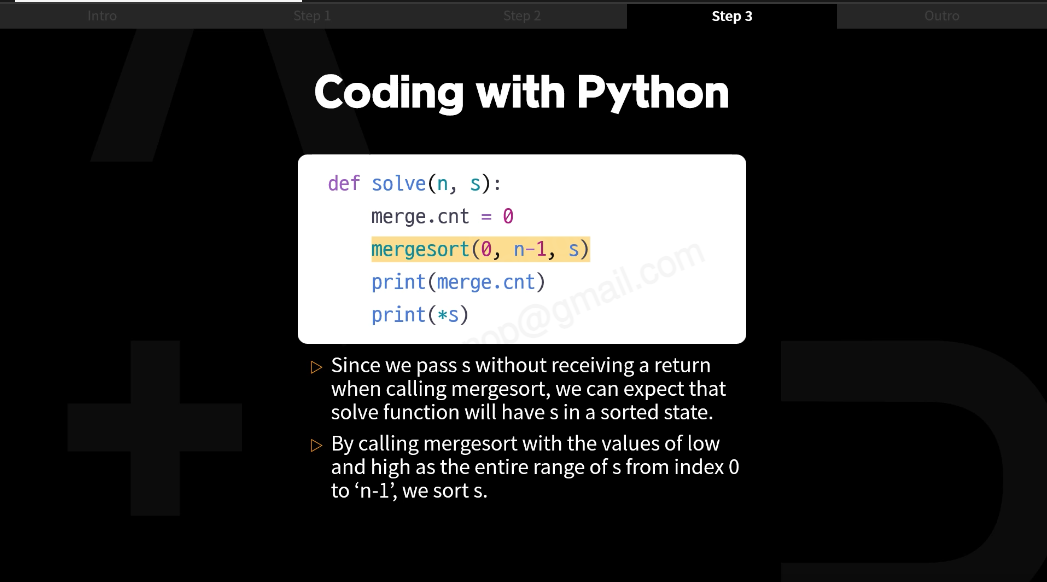 Intro
Step 1
Step 2
Step 3
Outro
Coding with Python
def solve(n, s):
    merge.cnt = 0
    mergesort(0, n-1, s)
    print(merge.cnt)
    print(*s)
▷ Since we pass s without receiving a return
when calling mergesort, we can expect that
solve function will have s in a sorted state.
▷ By calling mergesort with the values of low
and high as the entire range of s from index 0
to ‘n-1’, we sort s.